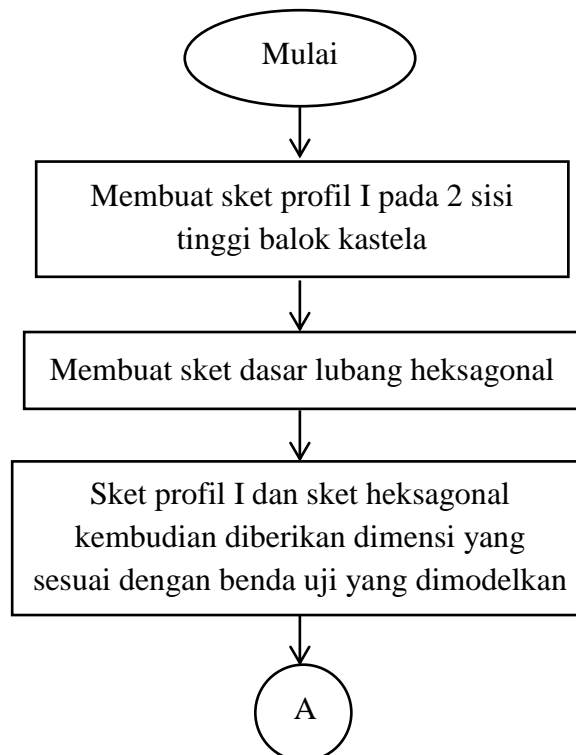 Mulai
Membuat sket profil I pada 2 sisi
tinggi balok kastela
Membuat sket dasar lubang heksagonal
Sket profil I dan sket heksagonal
kembudian diberikan dimensi yang
sesuai dengan benda uji yang dimodelkan
A